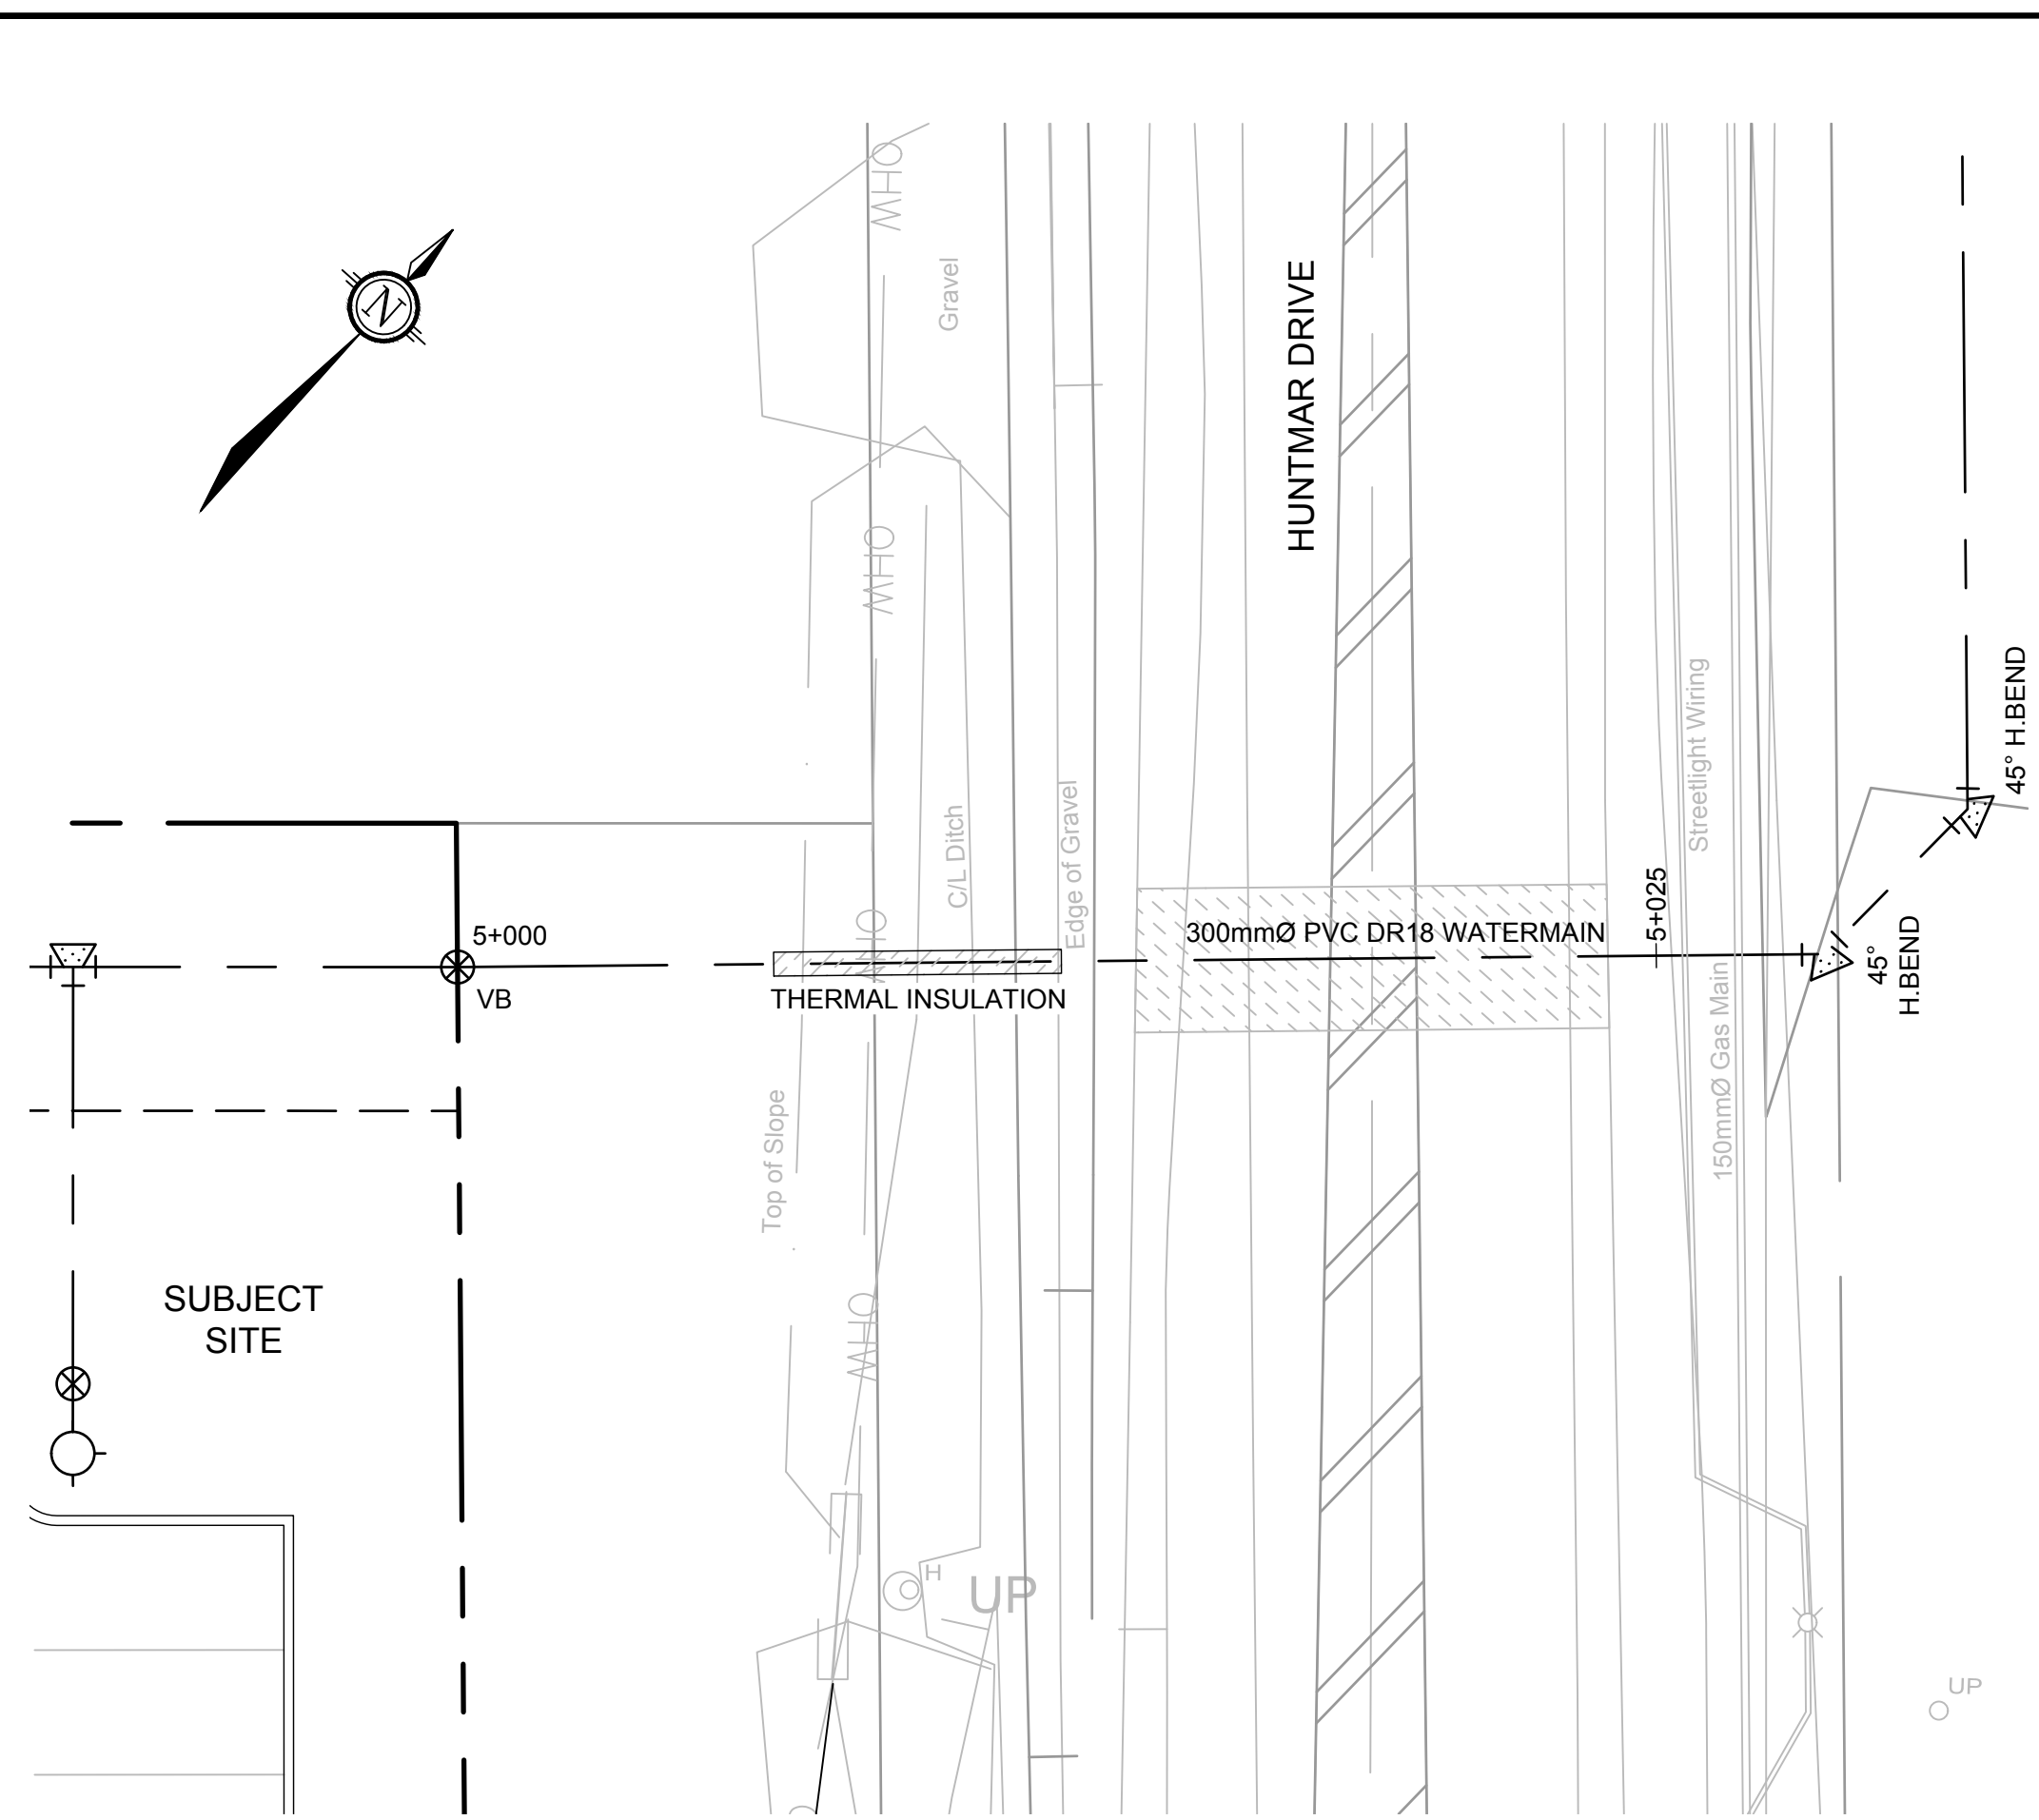 OHW
Gravel
N
HUNTMAR DRIVE
OHW
45° H.BEND
Streetlight Wiring
C/L Ditch
Edge of Gravel
5+025
5+000
OHW
300mmØ PVC DR18 WATERMAIN
45°
H.BEND
VB
THERMAL INSULATION
150mmØ Gas Main
Top of Slope
SUBJECT
SITE
OHW
H
UP
UP